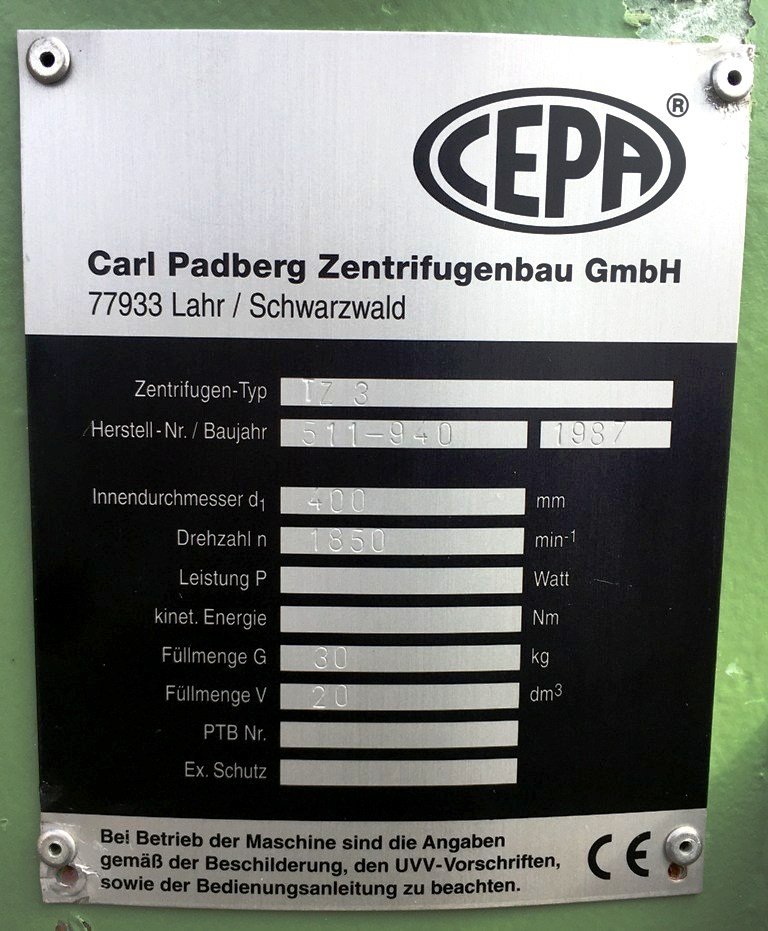 CEPA ®
Carl Padberg Zentrifugenbau GmbH
77933 Lahr / Schwarzwald
Zentrifugen-Typ TZ 3
Herstell-Nr. / Baujahr 511-940 1987
Innendurchmesser d1 400 mm
Drehzahl n 1850 min-1
Leistung P Watt
kinet. Energie Nm
Füllmenge G 30 kg
Füllmenge V 20 dm3
PTB Nr.
Ex. Schutz
Bei Betrieb der Maschine sind die Angaben
gemäß der Beschilderung, den UVV-Vorschriften,
sowie der Bedienungsanleitung zu beachten.
CE